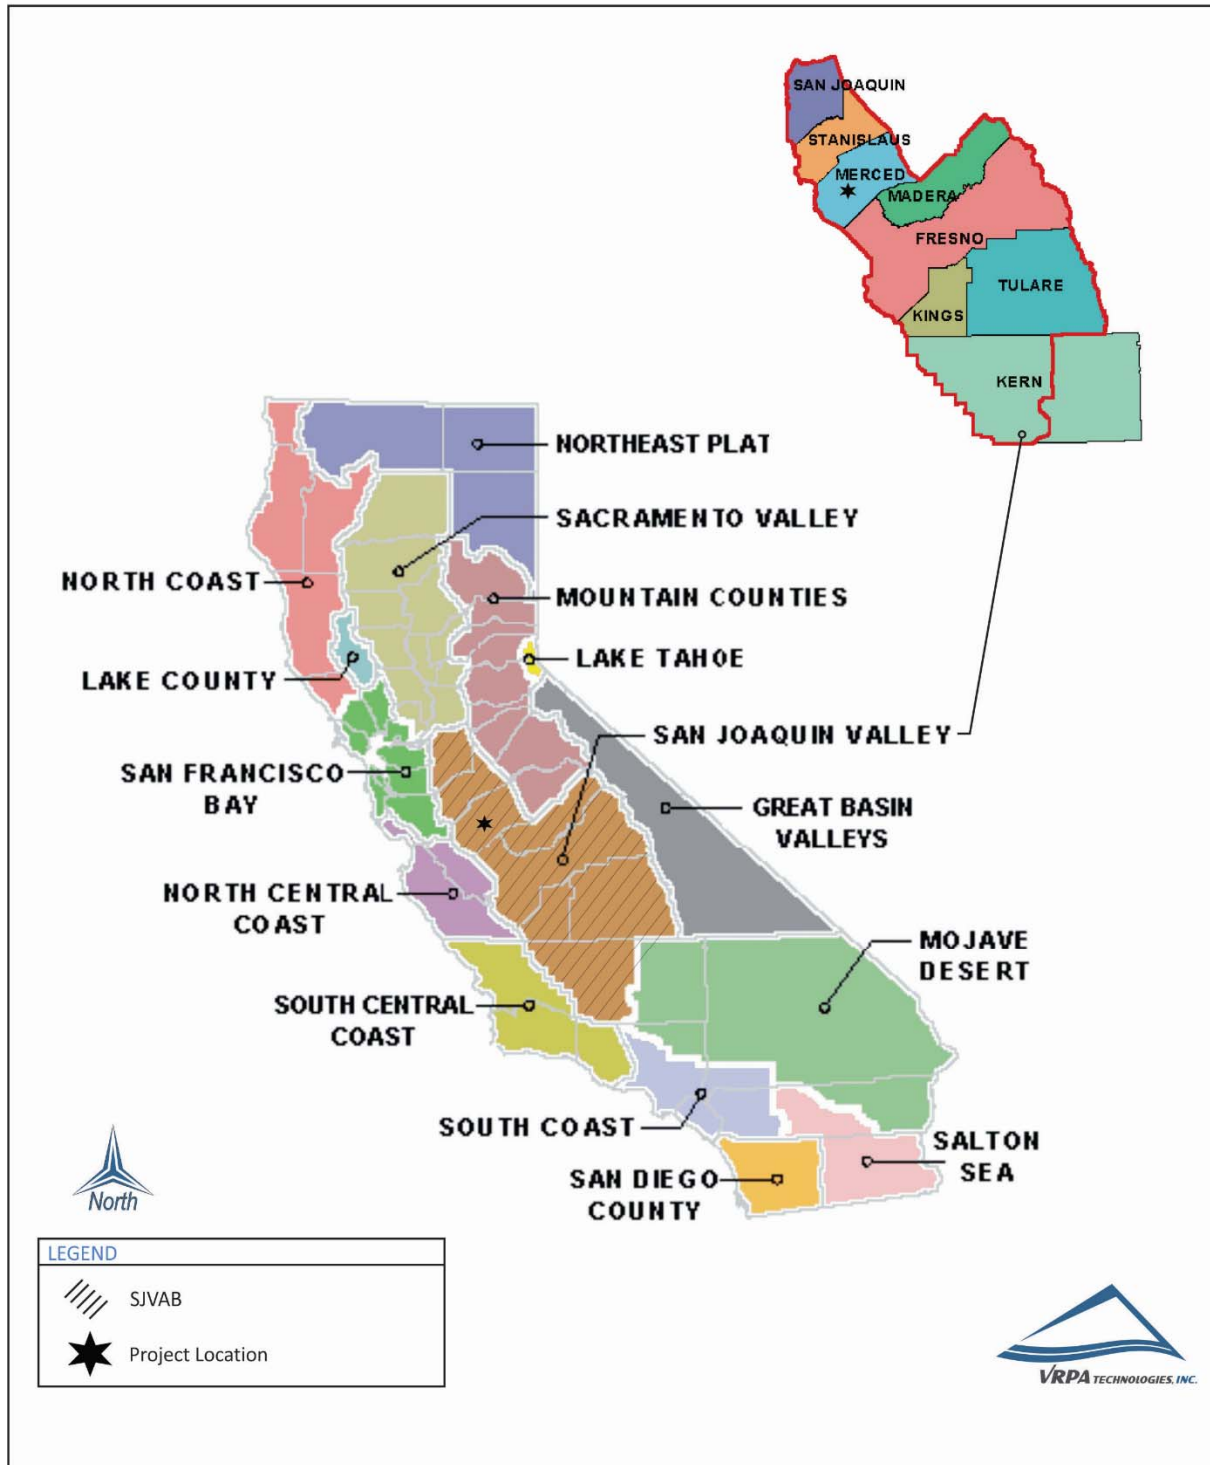 SAN JOAQUIN
STANISLAUS
MERCED
MADERA
FRESNO
TULARE
KINGS
KERN
NORTHEAST PLAT
SACRAMENTO VALLEY
NORTH COAST
MOUNTAIN COUNTIES
LAKE TAHOE
LAKE COUNTY
SAN JOAQUIN VALLEY
SAN FRANCISCO
BAY
GREAT BASIN
VALLEYS
NORTH CENTRAL
COAST
MOJAVE
DESERT
SOUTH CENTRAL
COAST
SOUTH COAST
SALTON
SEA
SAN DIEGO
COUNTY
North
LEGEND
SJVAB
Project Location
VRPA TECHNOLOGIES, INC.